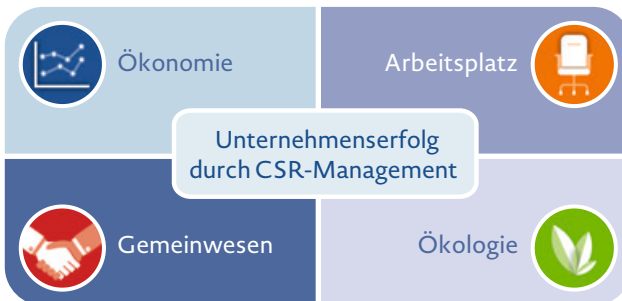 Ökonomie
Arbeitsplatz
Unternehmenserfolg
durch CSR-Management
Gemeinwesen
Ökologie